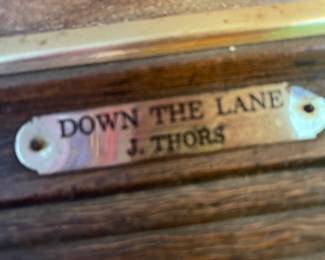 DOWN THE LANE
J. THORS